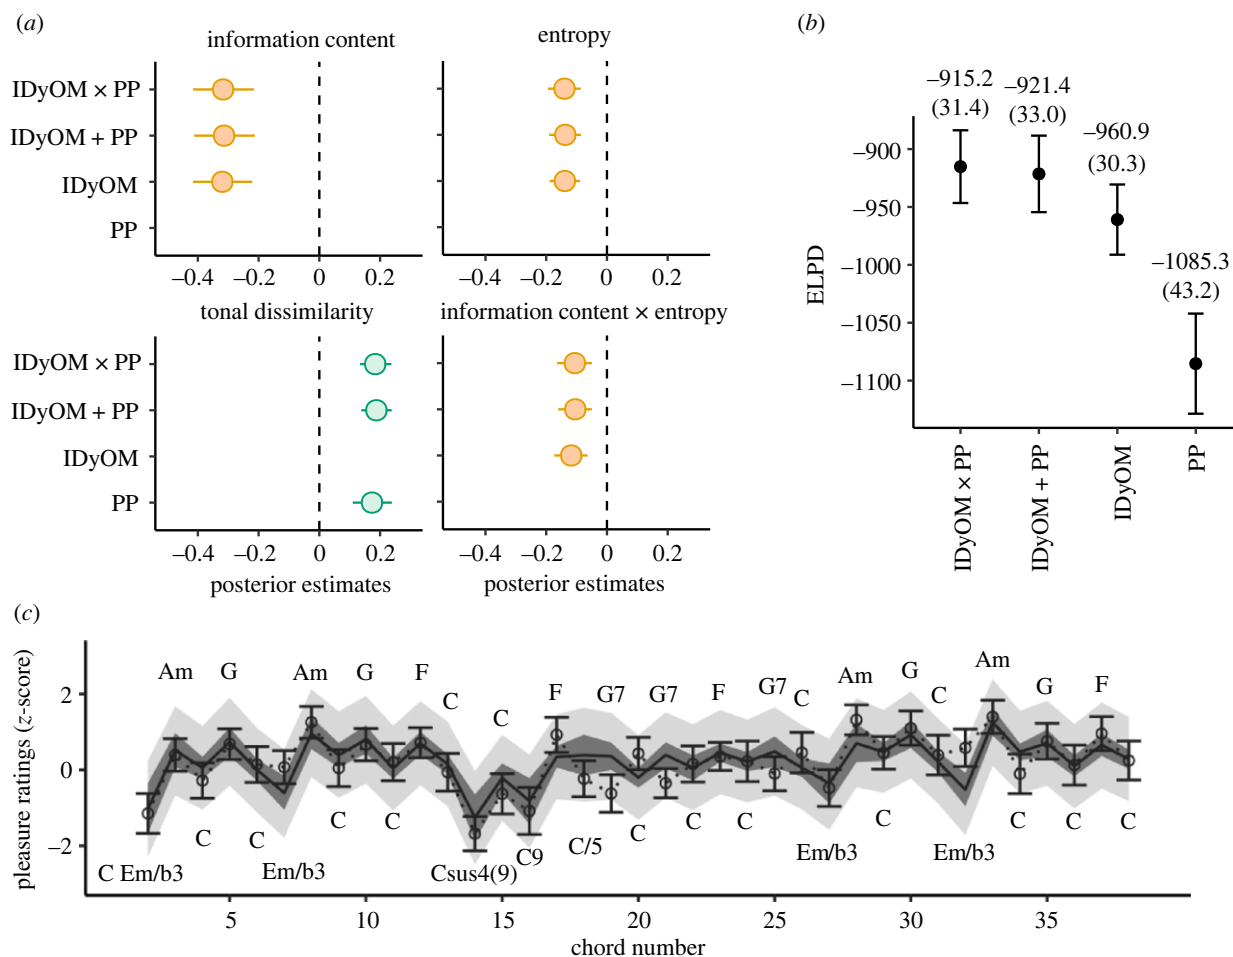 (a)
information content
entropy
IDyOM × PP
IDyOM + PP
IDyOM
PP
−0.4 −0.2 0 0.2
−0.4 −0.2 0 0.2
tonal dissimilarity
information content × entropy
IDyOM × PP
IDyOM + PP
IDyOM
PP
−0.4 −0.2 0 0.2
−0.4 −0.2 0 0.2
posterior estimates
posterior estimates
(b)
−915.2
(31.4)
−921.4
(33.0)
−960.9
(30.3)
−1085.3
(43.2)
ELPD
−900
−950
−1000
−1050
−1100
IDyOM × PP
IDyOM + PP
IDyOM
PP
(c)
pleasure ratings (z-score)
2
0
−2
Am G Am G F C C F G7 G7 F G7 C Am G C Am G F
C C C C C C C C C C C
C Em/b3 Em/b3 Csus4(9) C9 C/5 Em/b3 Em/b3
5 10 15 20 25 30 35
chord number